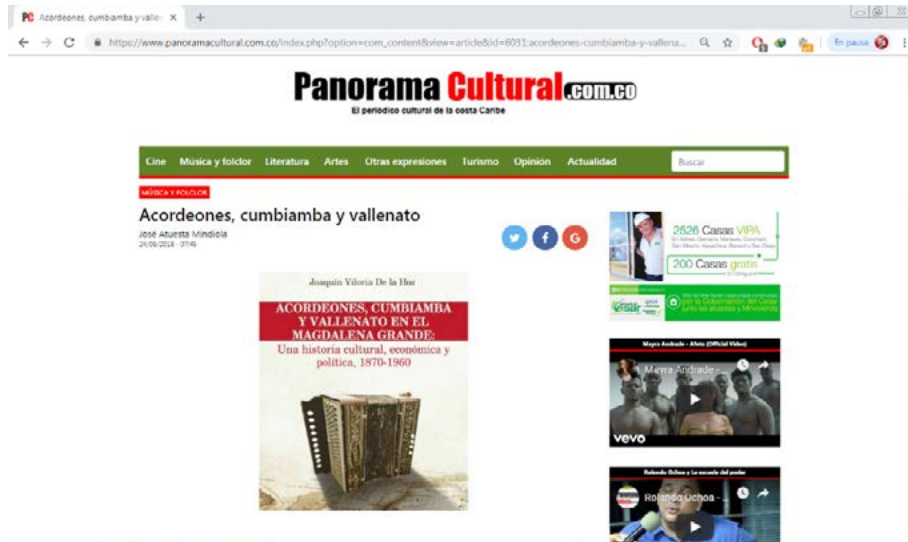 Acordeones, cumbiamba y vallen
https://www.panoramacultural.com.co/index.php?option=com_content&view=article&id=6031:acordeones-cumbiamba-y-vallena...
En pausa
Panorama Cultural.com.co
El periódico cultural de la costa Caribe
Cine Música y folclor Literatura Artes Otras expresiones Turismo Opinión Actualidad
Buscar
MÚSICA Y FOLCLOR
Acordeones, cumbiamba y vallenato
José Atuesta Mindiola
Joaquín Viloria De la Hoz
ACORDEONES, CUMBIAMBA
Y VALLENATO EN EL
MAGDALENA GRANDE:
Una historia cultural, económica y
política, 1870-1960
2626 Casas VIPA
200 Casas gratis
Mayra Andrade - Afeto (Official Video)
Mayra Andrade - ...
vevo
Rolando Ochoa y La escuela del pueblo
Rolando Ochoa - ...